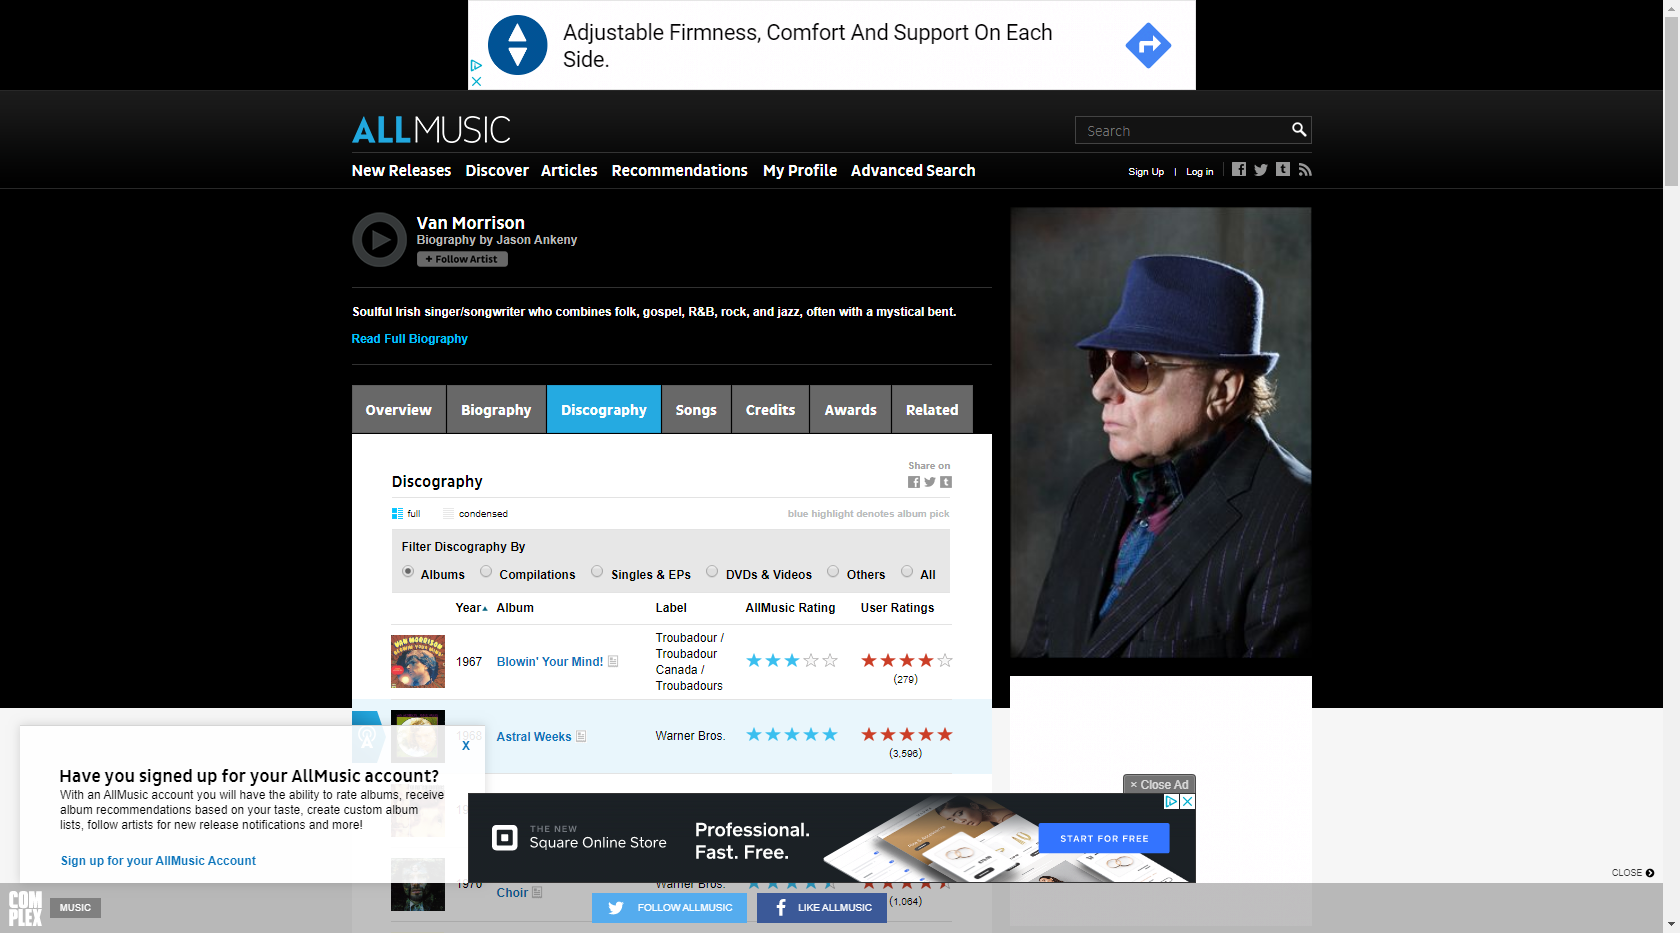 Adjustable Firmness, Comfort And Support On Each
Side.
ALLMUSIC
Search
New Releases Discover Articles Recommendations My Profile Advanced Search
Sign Up | Log in
Van Morrison
Biography by Jason Ankeny
+ Follow Artist
Soulful Irish singer/songwriter who combines folk, gospel, R&B, rock, and jazz, often with a mystical bent.
Read Full Biography
Overview Biography Discography Songs Credits Awards Related
Share on
Discography
full condensed blue highlight denotes album pick
Filter Discography By
Albums Compilations Singles & EPs DVDs & Videos Others All
Year Album Label AllMusic Rating User Ratings
VAN MORRISON
BLOWIN' YOUR MIND!
1967 Blowin' Your Mind!
Troubadour /
Troubadour
Canada /
Troubadours
(279)
1968 Astral Weeks Warner Bros.
(3,596)
X
Have you signed up for your AllMusic account?
With an AllMusic account you will have the ability to rate albums, receive
album recommendations based on your taste, create custom album
lists, follow artists for new release notifications and more!
Sign up for your AllMusic Account
× Close Ad
THE NEW
Square Online Store
Professional.
Fast. Free.
START FOR FREE
CLOSE
1970 Choir Warner Bros.
(1,064)
COMPLEX
MUSIC
FOLLOW ALLMUSIC
LIKE ALLMUSIC